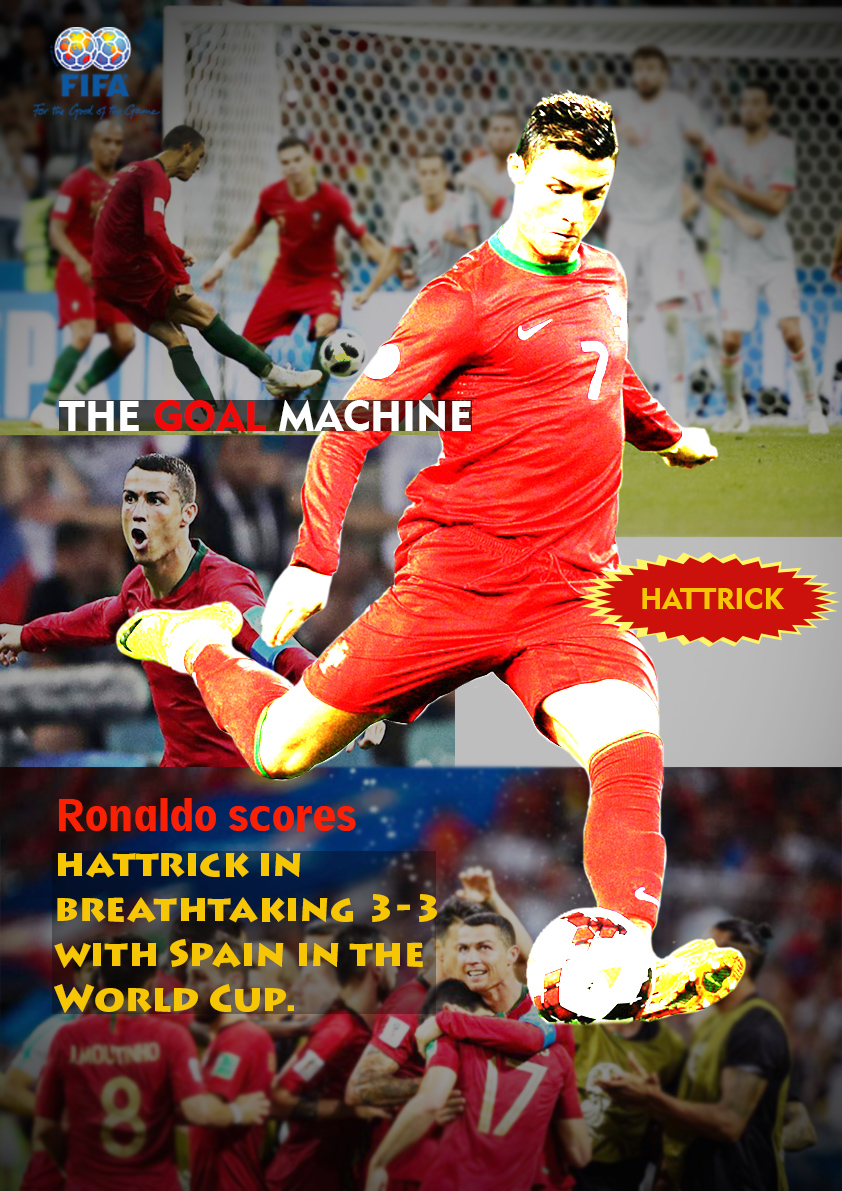 FIFA
For the Good of the Game
THE GOAL MACHINE
7
HATTRICK
Ronaldo scores
HATTRICK IN
BREATHTAKING 3-3
WITH SPAIN IN THE
WORLD CUP.
J.MOUTINHO
8
17